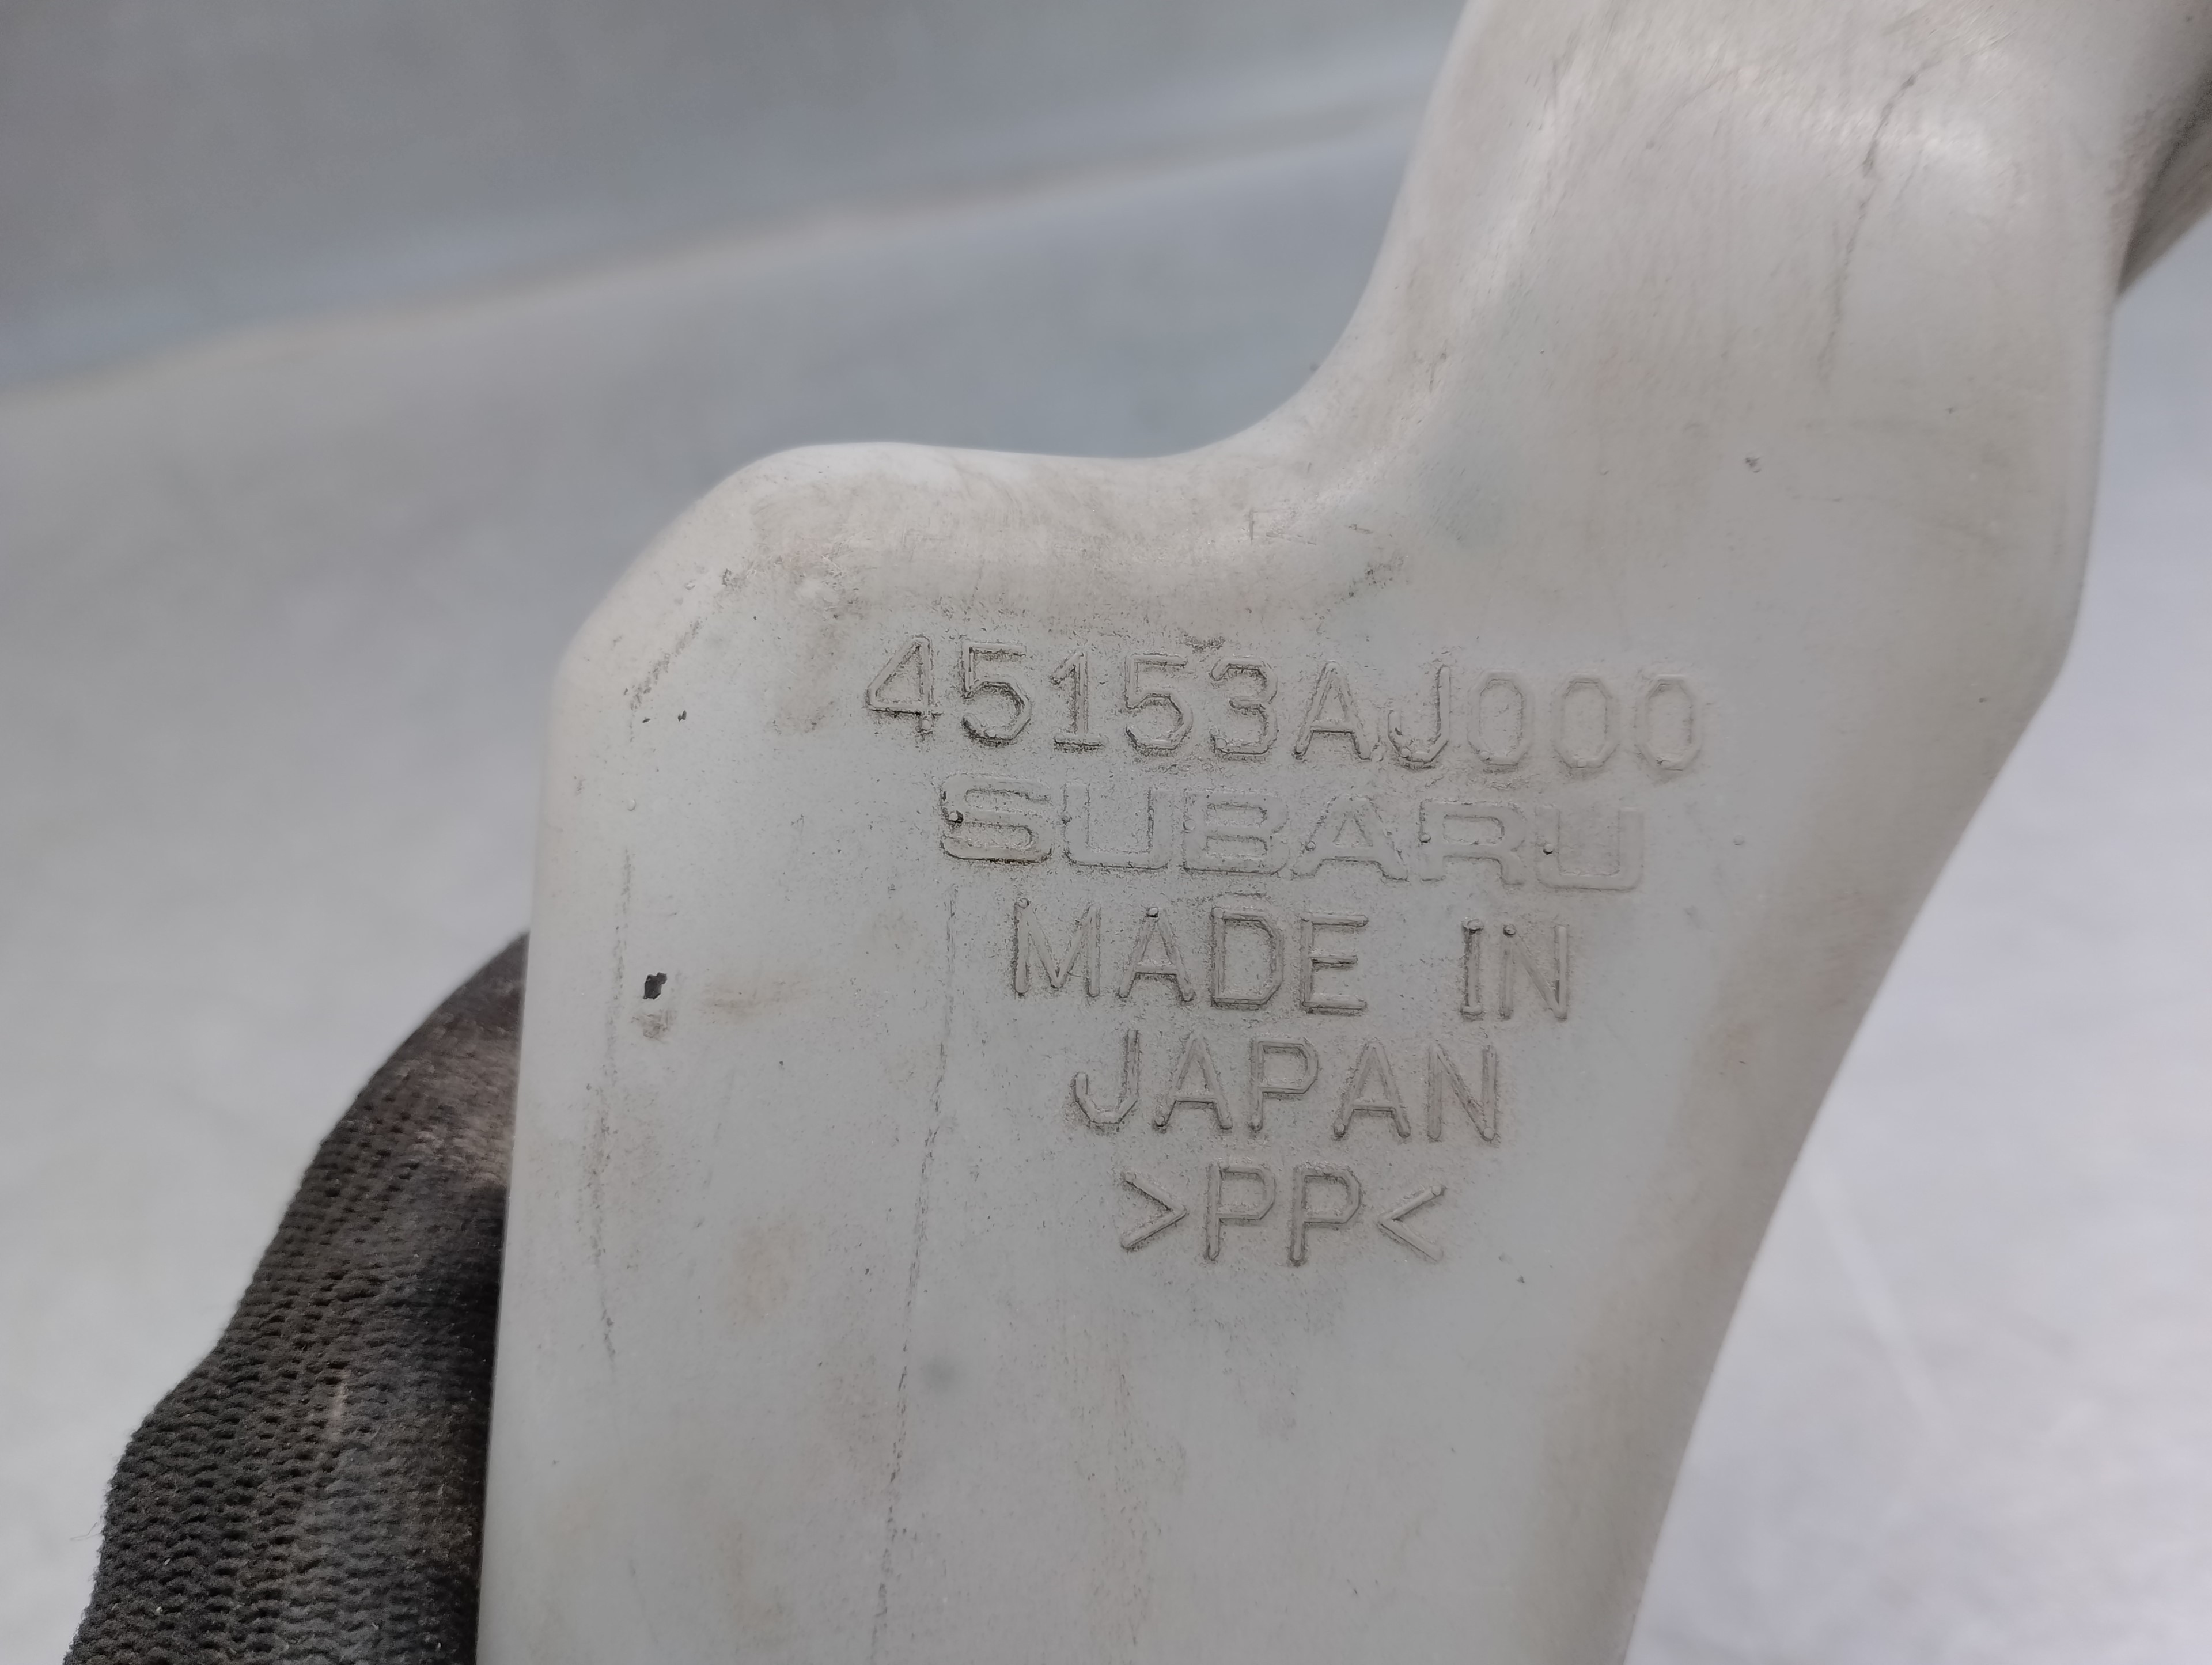 45153AJ000
SUBARU
MADE IN
JAPAN
>PP<